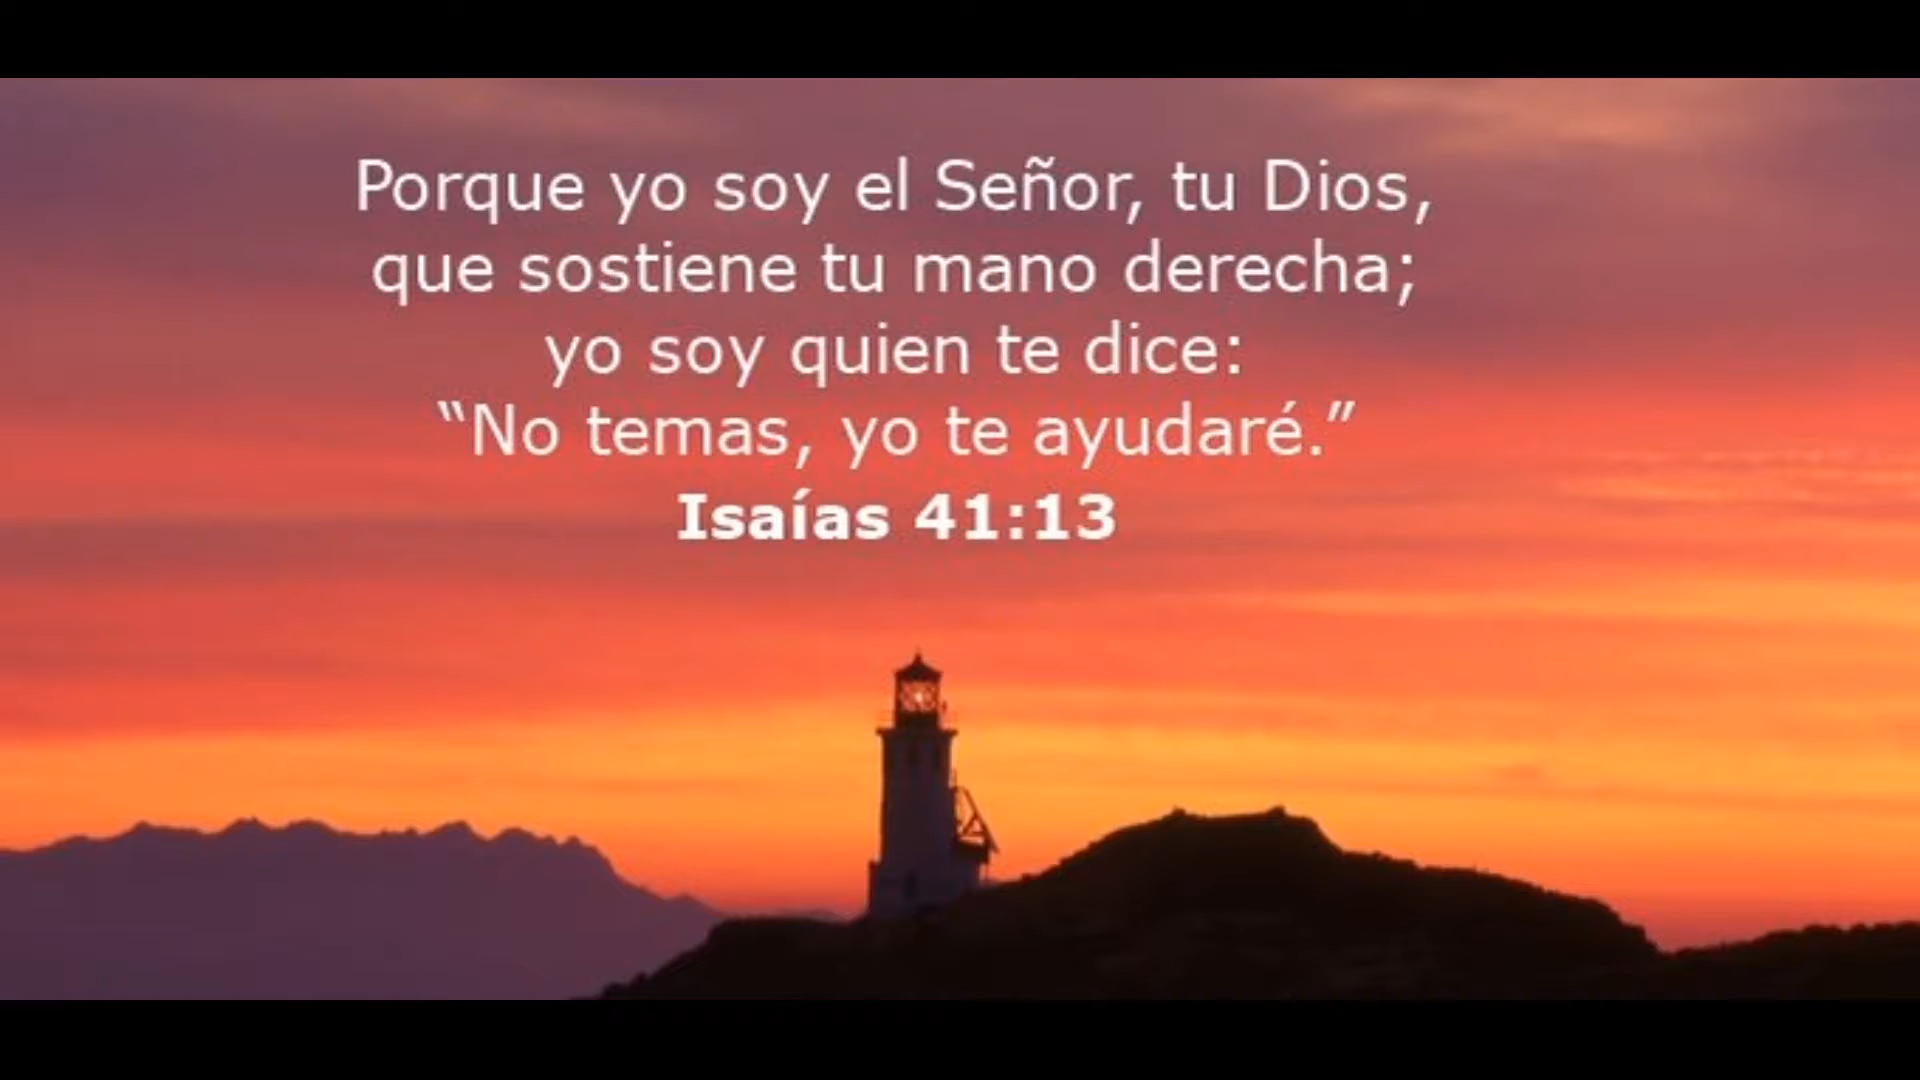 Porque yo soy el Señor, tu Dios,
que sostiene tu mano derecha;
yo soy quien te dice:
“No temas, yo te ayudaré.”
Isaías 41:13